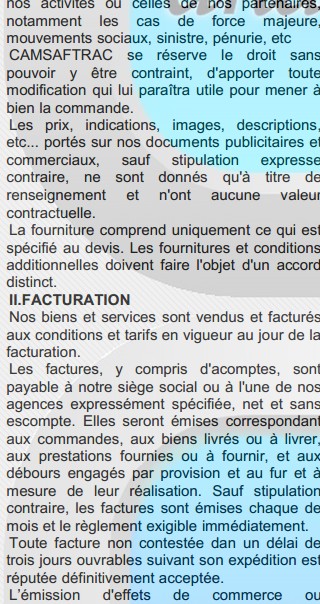 nos activités ou celles de nos partenaires,
notamment les cas de force majeure,
mouvements sociaux, sinistre, pénurie, etc
CAMSAFTRAC se réserve le droit sans
pouvoir y être contraint, d'apporter toute
modification qui lui paraîtra utile pour mener à
bien la commande.
Les prix, indications, images, descriptions,
etc... portés sur nos documents publicitaires et
commerciaux, sauf stipulation expresse
contraire, ne sont donnés qu'à titre de
renseignement et n'ont aucune valeur
contractuelle.
La fourniture comprend uniquement ce qui est
spécifié au devis. Les fournitures et conditions
additionnelles doivent faire l'objet d'un accord
distinct.
II.FACTURATION
Nos biens et services sont vendus et facturés
aux conditions et tarifs en vigueur au jour de la
facturation.
Les factures, y compris d'acomptes, sont
payable à notre siège social ou à l'une de nos
agences expressément spécifiée, net et sans
escompte. Elles seront émises correspondant
aux commandes, aux biens livrés ou à livrer,
aux prestations fournies ou à fournir, et aux
débours engagés par provision et au fur et à
mesure de leur réalisation. Sauf stipulation
contraire, les factures sont émises chaque de
mois et le règlement exigible immédiatement.
Toute facture non contestée dan un délai de
trois jours ouvrables suivant son expédition est
réputée définitivement acceptée.
L'émission d'effets de commerce ou